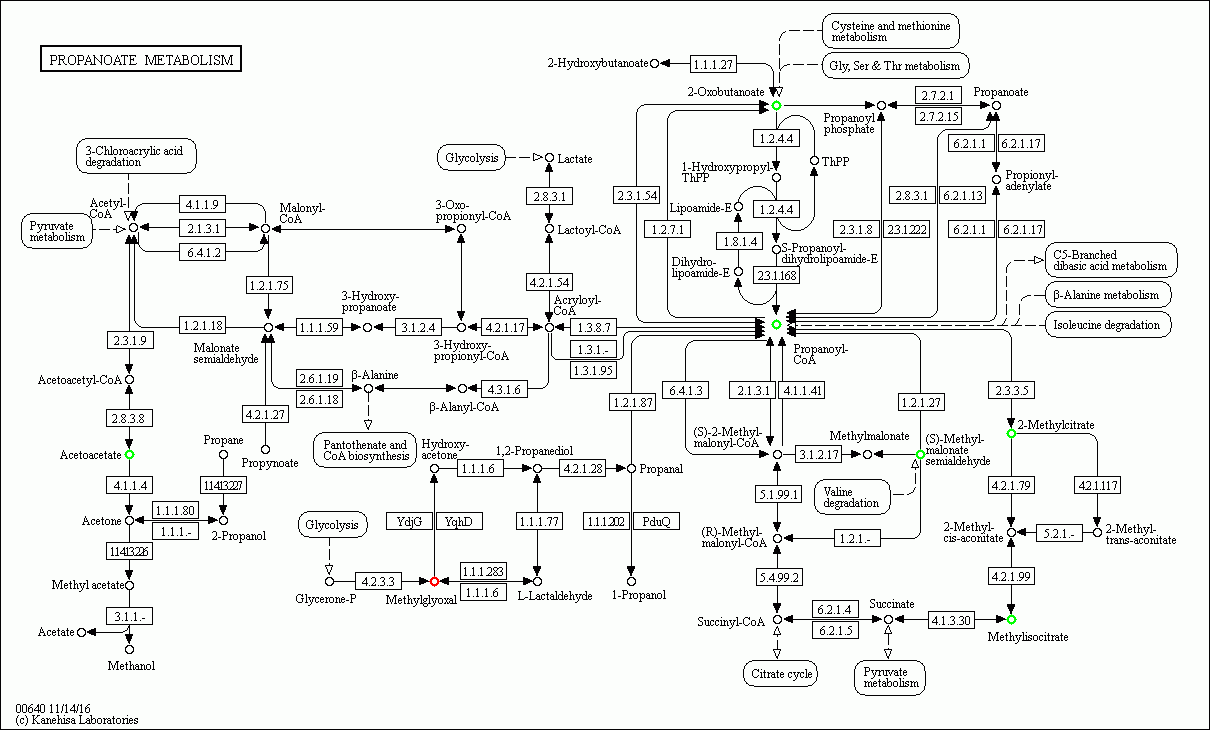 PROPANOATE METABOLISM
Cysteine and methionine
metabolism
Gly, Ser & Thr metabolism
2-Hydroxybutanoate
1.1.1.27
2-Oxobutanoate
Propanoyl
phosphate
2.7.2.1
2.7.2.15
Propanoate
1.2.4.4
6.2.1.1
6.2.1.17
3-Chloroacrylic acid
degradation
Glycolysis
Lactate
1-Hydroxypropyl-
ThPP
ThPP
Propionyl-
adenylate
2.8.3.1
2.3.1.54
2.8.3.1
6.2.1.13
Acetyl-
CoA
4.1.1.9
Malonyl-
CoA
3-Oxo-
propionyl-CoA
Lipoamide-E
1.2.4.4
Pyruvate
metabolism
2.1.3.1
Lactoyl-CoA
1.2.7.1
1.8.1.4
2.3.1.8
2.3.1.222
6.2.1.1
6.2.1.17
6.4.1.2
S-Propanoyl-
dihydrolipoamide-E
Dihydro-
lipoamide-E
2.3.1.168
C5-Branched
dibasic acid metabolism
1.2.1.75
4.2.1.54
β-Alanine metabolism
3-Hydroxy-
propanoate
Acryloyl-
CoA
1.2.1.18
1.1.1.59
3.1.2.4
4.2.1.17
1.3.8.7
Isoleucine degradation
2.3.1.9
Malonate
semialdehyde
3-Hydroxy-
propionyl-CoA
1.3.1.-
1.3.1.95
Propanoyl-
CoA
Acetoacetyl-CoA
2.6.1.19
2.6.1.18
β-Alanine
β-Alanyl-CoA
4.3.1.6
1.2.1.87
6.4.1.3
2.1.3.1
4.1.1.41
1.2.1.27
2.3.3.5
2.8.3.8
4.2.1.27
Pantothenate and
CoA biosynthesis
Propane
Propynoate
Hydroxy-
acetone
1,2-Propanediol
(S)-2-Methyl-
malonyl-CoA
Methylmalonate
(S)-Methyl-
malonate
semialdehyde
2-Methylcitrate
Acetoacetate
1.1.1.6
4.2.1.28
Propanal
3.1.2.17
4.1.1.4
1.14.13.227
5.1.99.1
Valine
degradation
4.2.1.79
4.2.1.117
1.1.1.80
1.1.1.-
Acetone
2-Propanol
Glycolysis
YdjG
YqhD
1.1.1.77
1.1.1.202
PduQ
(R)-Methyl-
malonyl-CoA
1.2.1.-
2-Methyl-
cis-aconitate
5.2.1.-
2-Methyl-
trans-aconitate
1.14.13.226
5.4.99.2
4.2.1.99
Methyl acetate
Glycerone-P
4.2.3.3
Methylglyoxal
1.1.1.283
1.1.1.6
L-Lactaldehyde
1-Propanol
3.1.1.-
Acetate
Methanol
Succinyl-CoA
6.2.1.4
6.2.1.5
Succinate
4.1.3.30
Methylisocitrate
Citrate cycle
Pyruvate
metabolism
00640 11/14/16
(c) Kanehisa Laboratories